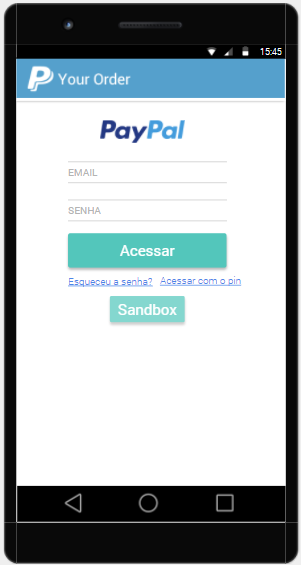 15:45
Your Order
PayPal
EMAIL
SENHA
Acessar
Esqueceu a senha? Acessar com o pin
Sandbox